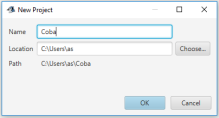 New Project
Name Coba
Location C:\Users\as Choose...
Path C:\Users\as\Coba
OK Cancel